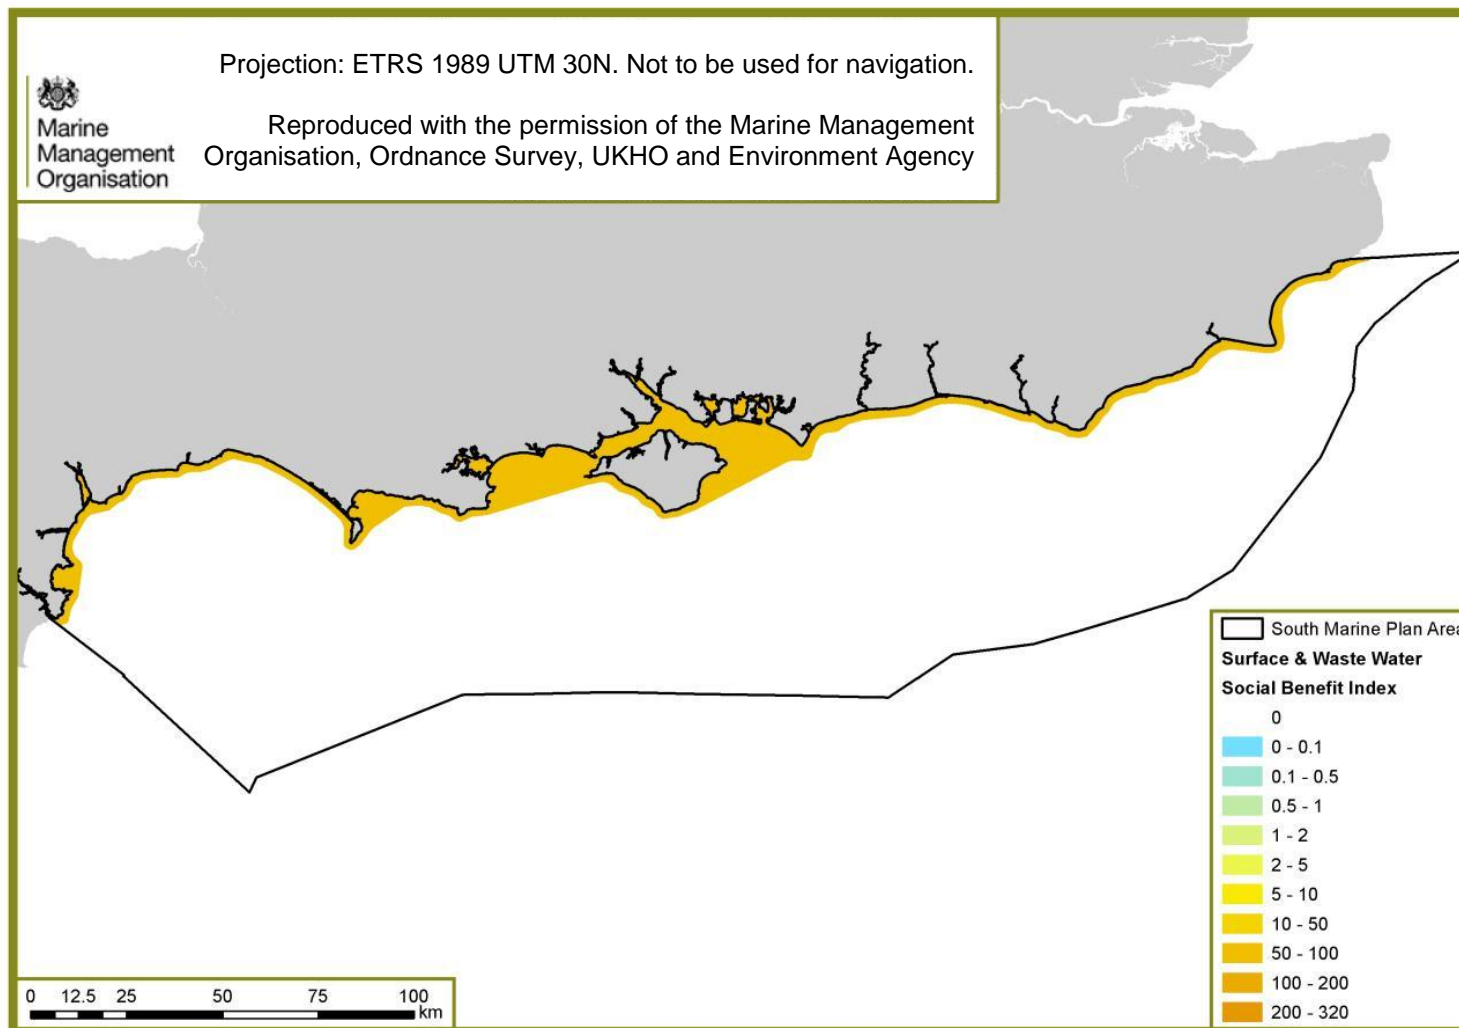 Projection: ETRS 1989 UTM 30N. Not to be used for navigation.
Reproduced with the permission of the Marine Management
Organisation, Ordnance Survey, UKHO and Environment Agency
Marine
Management
Organisation
South Marine Plan Area
Surface & Waste Water
Social Benefit Index
0
0 - 0.1
0.1 - 0.5
0.5 - 1
1 - 2
2 - 5
5 - 10
10 - 50
50 - 100
100 - 200
200 - 320
0 12.5 25 50 75 100
km